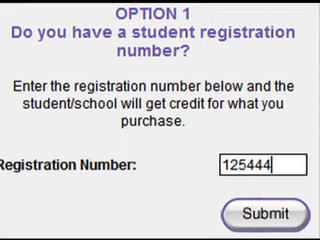 OPTION 1
Do you have a student registration
number?
Enter the registration number below and the
student/school will get credit for what you
purchase.
Registration Number: 125444
Submit